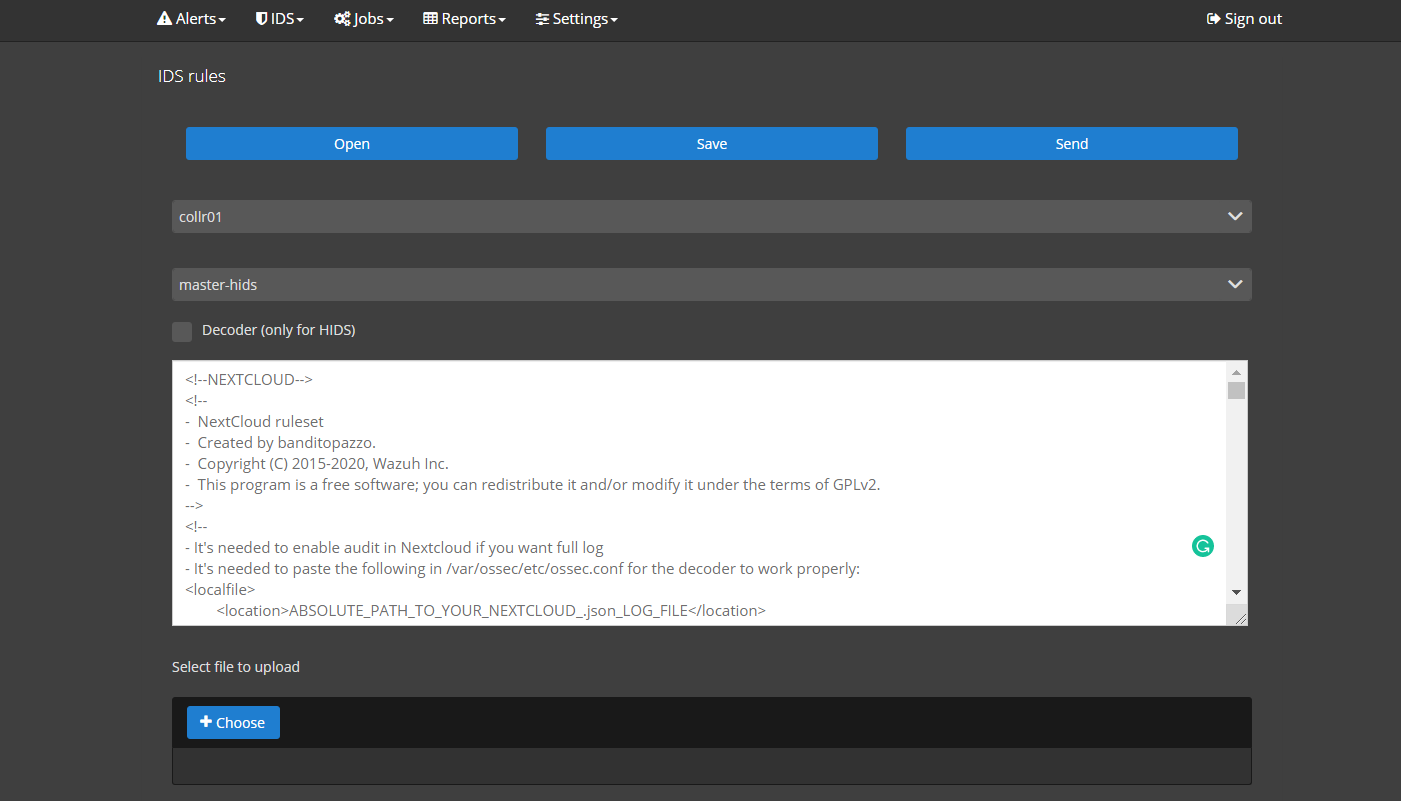 Alerts IDS Jobs Reports Settings Sign out
IDS rules
Open Save Send
collr01
master-hids
Decoder (only for HIDS)
<!--NEXTCLOUD-->
<!--
- NextCloud ruleset
- Created by banditopazzo.
- Copyright (C) 2015-2020, Wazuh Inc.
- This program is a free software; you can redistribute it and/or modify it under the terms of GPLv2.
-->
<!--
- It's needed to enable audit in Nextcloud if you want full log
- It's needed to paste the following in /var/ossec/etc/ossec.conf for the decoder to work properly:
<localfile>
<location>ABSOLUTE_PATH_TO_YOUR_NEXTCLOUD_.json_LOG_FILE</location>
Select file to upload
Choose